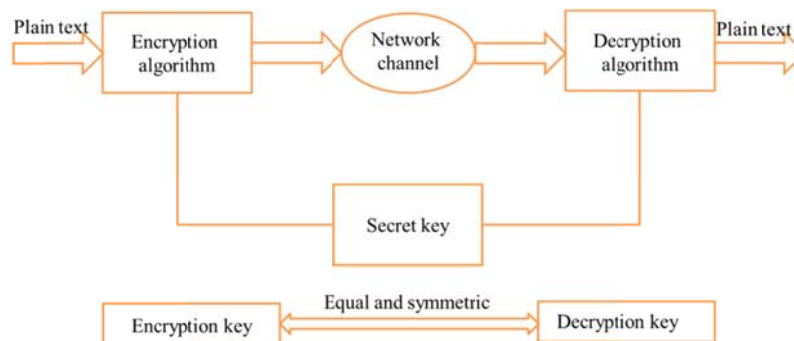 Plain text
Encryption
algorithm
Network
channel
Decryption
algorithm
Plain text
Secret key
Equal and symmetric
Encryption key
Decryption key